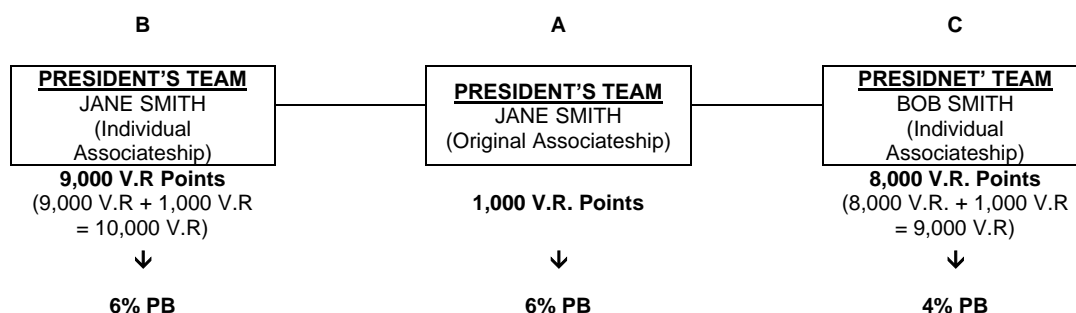 B A C
PRESIDENT'S TEAM
JANE SMITH
(Individual
Associateship)
9,000 V.R Points
(9,000 V.R + 1,000 V.R
= 10,000 V.R)
↓
6% PB
PRESIDENT'S TEAM
JANE SMITH
(Original Associateship)
1,000 V.R. Points
↓
6% PB
PRESIDNET' TEAM
BOB SMITH
(Individual
Associateship)
8,000 V.R. Points
(8,000 V.R. + 1,000 V.R
= 9,000 V.R)
↓
4% PB